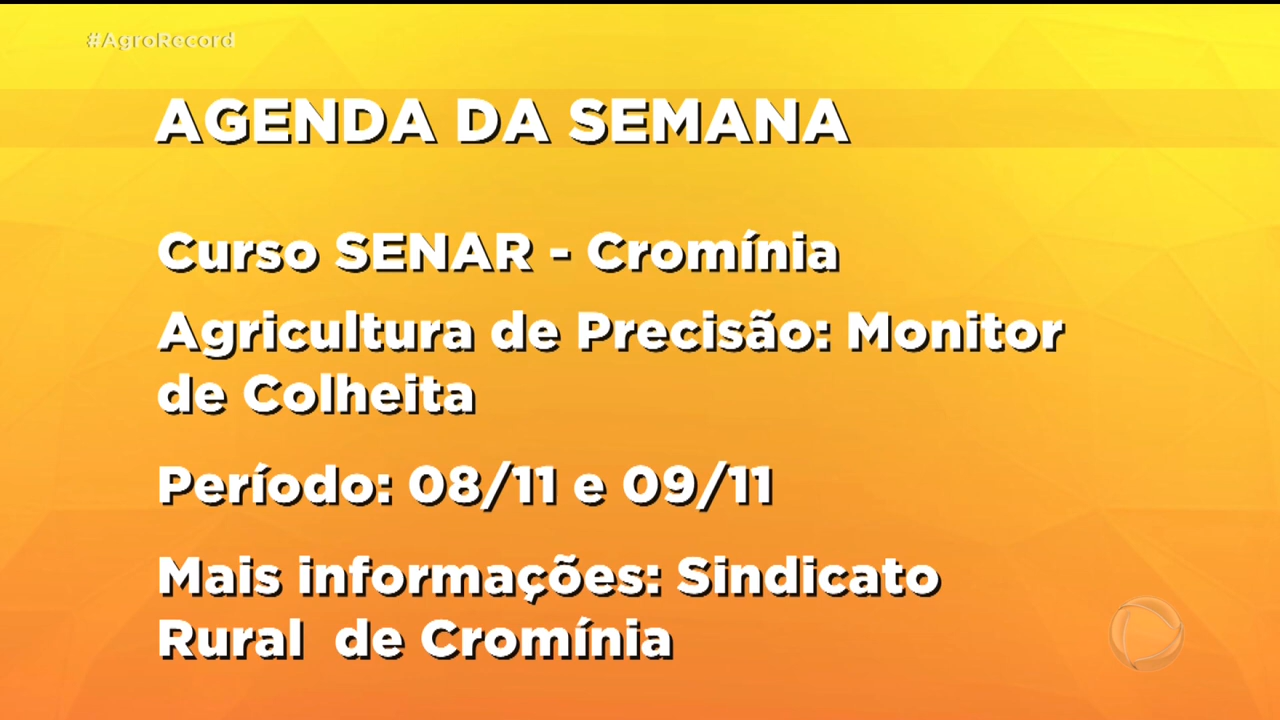 #AgroRecord
AGENDA DA SEMANA
Curso SENAR - Cromínia
Agricultura de Precisão: Monitor
de Colheita
Período: 08/11 e 09/11
Mais informações: Sindicato
Rural de Cromínia